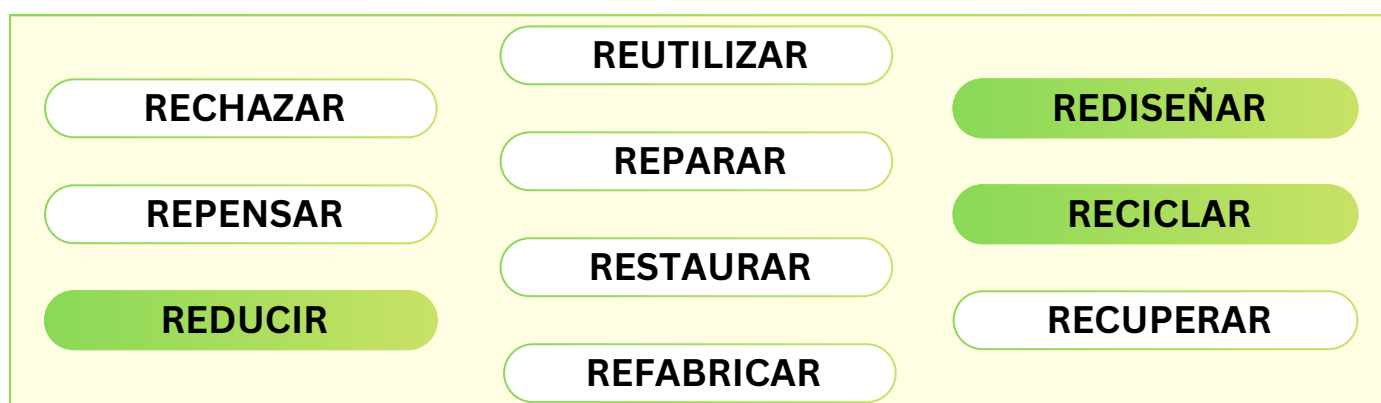 RECHAZAR
REPENSAR
REDUCIR
REUTILIZAR
REPARAR
RESTAURAR
REFABRICAR
REDISEÑAR
RECICLAR
RECUPERAR